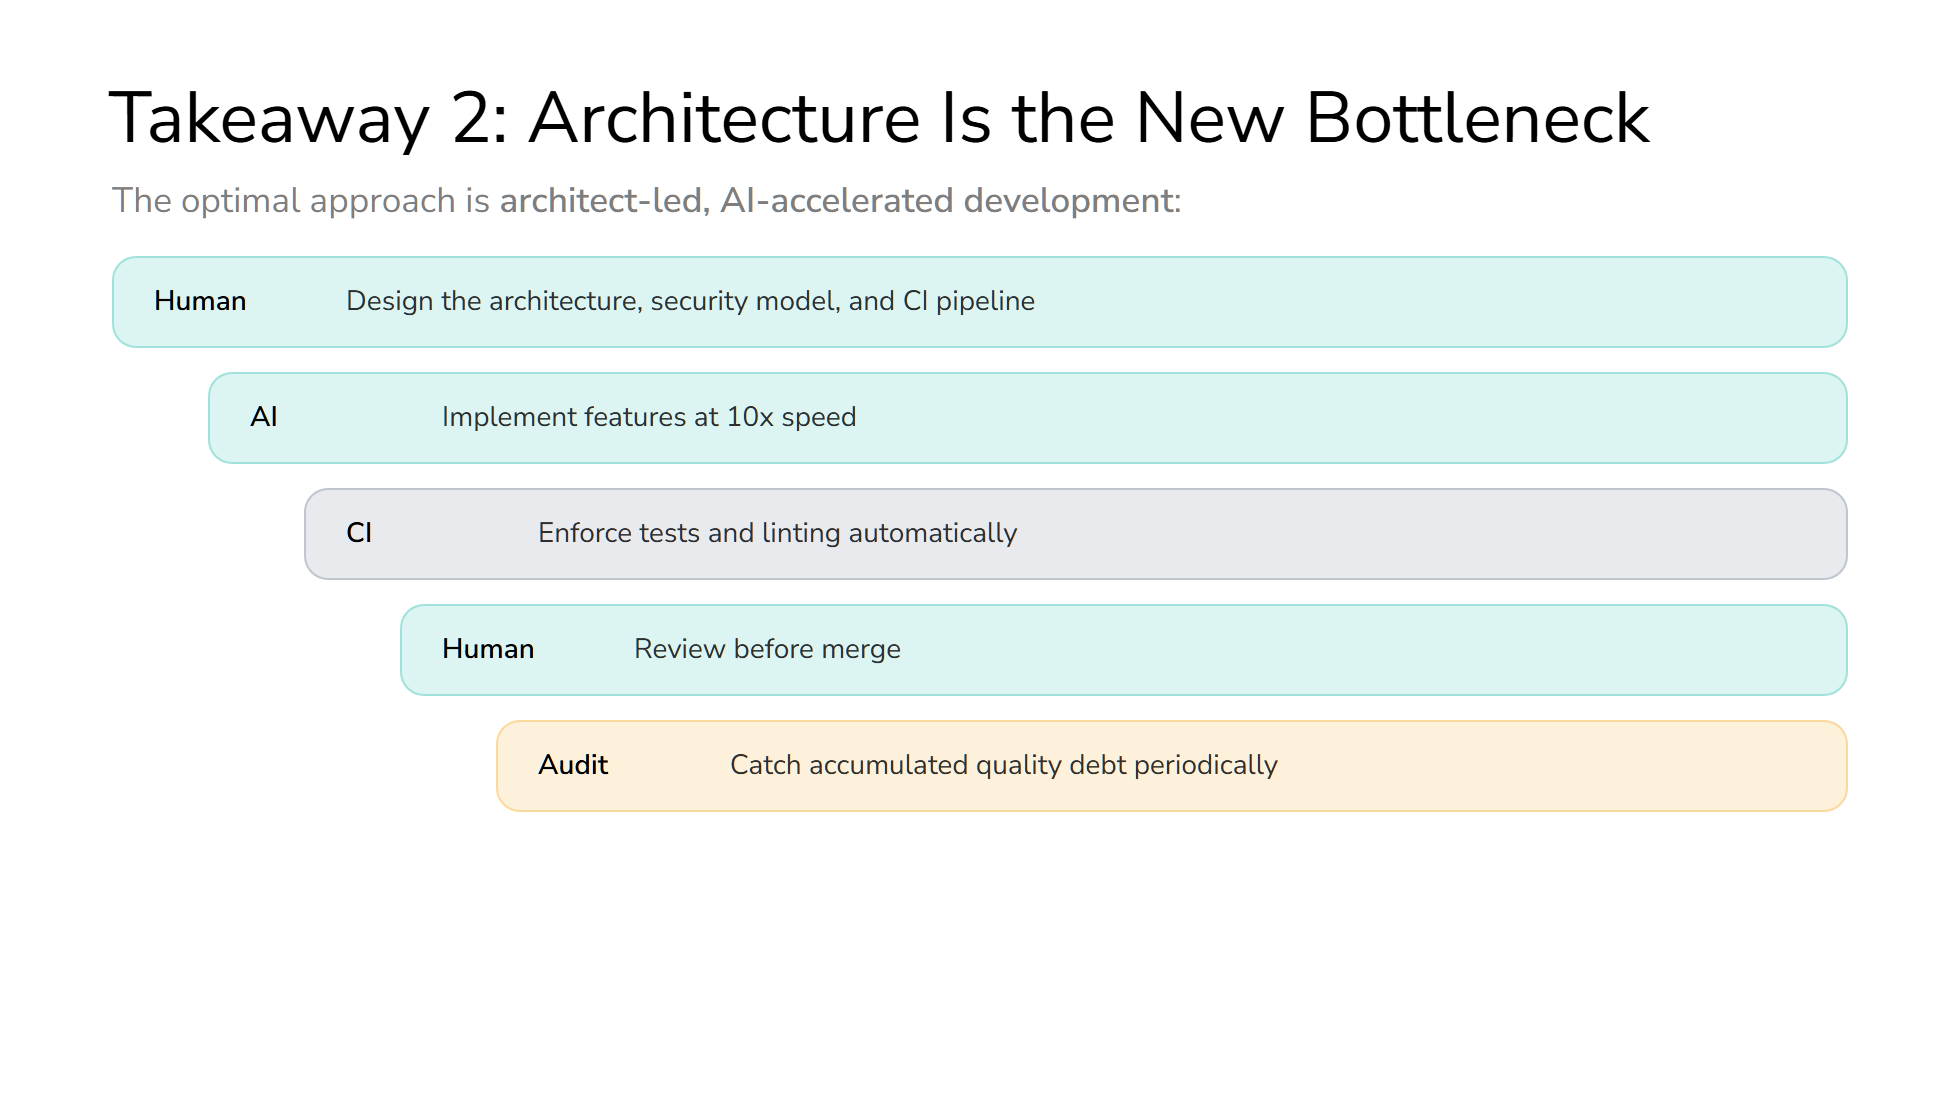 Takeaway 2: Architecture Is the New Bottleneck
The optimal approach is architect-led, AI-accelerated development:
Human Design the architecture, security model, and CI pipeline
AI Implement features at 10x speed
CI Enforce tests and linting automatically
Human Review before merge
Audit Catch accumulated quality debt periodically